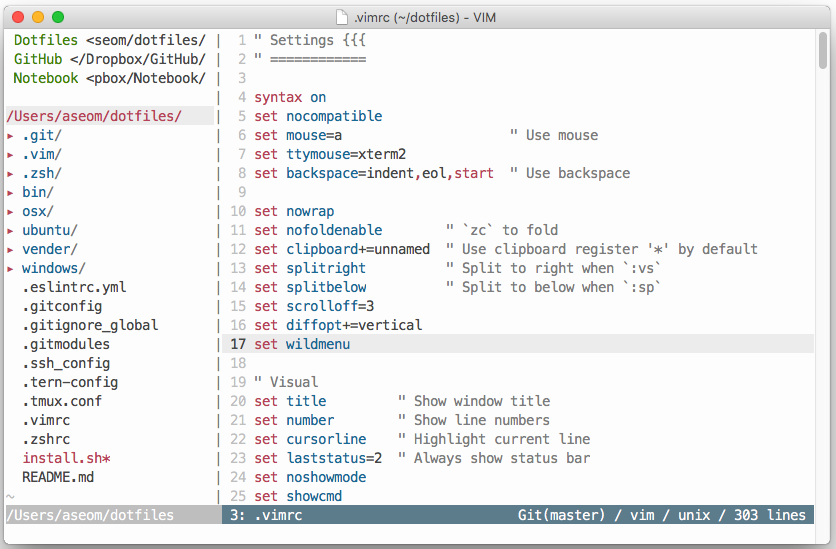 .vimrc (~/dotfiles) - VIM
Dotfiles <seom/dotfiles/
GitHub </Dropbox/GitHub/
Notebook <pbox/Notebook/
/Users/aseom/dotfiles/
▸ .git/
▸ .vim/
▸ .zsh/
▸ bin/
▸ osx/
▸ ubuntu/
▸ vender/
▸ windows/
.eslintrc.yml
.gitconfig
.gitignore_global
.gitmodules
.ssh_config
.tern-config
.tmux.conf
.vimrc
.zshrc
install.sh*
README.md
~
/Users/aseom/dotfiles
1 " Settings {{{
2 " ============
3
4 syntax on
5 set nocompatible
6 set mouse=a " Use mouse
7 set ttymouse=xterm2
8 set backspace=indent,eol,start " Use backspace
9
10 set nowrap
11 set nofoldenable " `zc` to fold
12 set clipboard+=unnamed " Use clipboard register '*' by default
13 set splitright " Split to right when `:vs`
14 set splitbelow " Split to below when `:sp`
15 set scrolloff=3
16 set diffopt+=vertical
17 set wildmenu
18
19 " Visual
20 set title " Show window title
21 set number " Show line numbers
22 set cursorline " Highlight current line
23 set laststatus=2 " Always show status bar
24 set noshowmode
25 set showcmd
3: .vimrc Git(master) / vim / unix / 303 lines